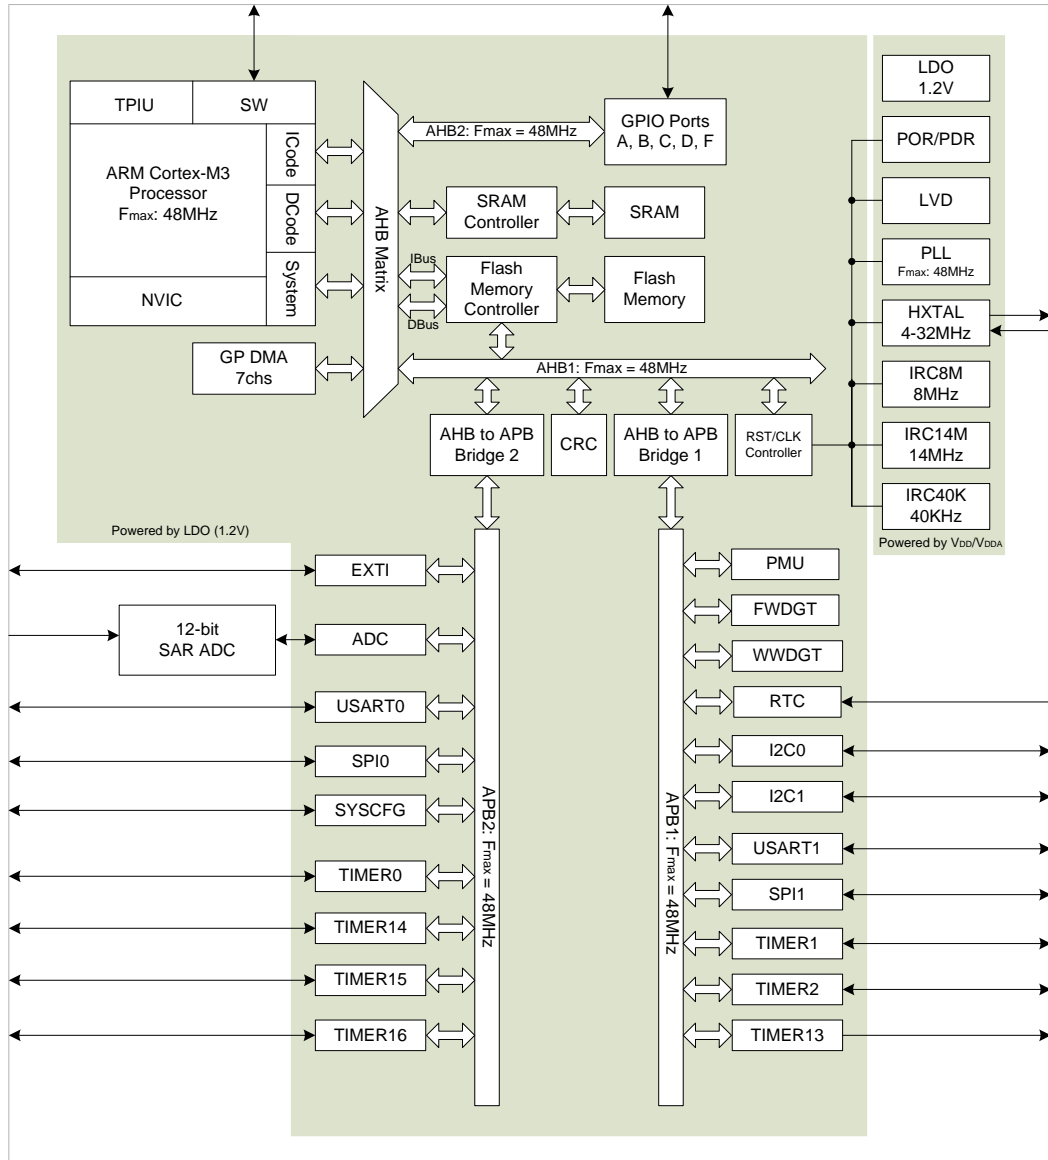 TPIU
SW
ARM Cortex-M3
Processor
Fmax: 48MHz
ICode
DCode
System
NVIC
GP DMA
7chs
AHB Matrix
AHB2: Fmax = 48MHz
GPIO Ports
A, B, C, D, F
SRAM
Controller
SRAM
IBus
DBus
Flash
Memory
Controller
Flash
Memory
AHB1: Fmax = 48MHz
AHB to APB
Bridge 2
CRC
AHB to APB
Bridge 1
RST/CLK
Controller
LDO
1.2V
POR/PDR
LVD
PLL
Fmax: 48MHz
HXTAL
4-32MHz
IRC8M
8MHz
IRC14M
14MHz
IRC40K
40KHz
Powered by VDD/VDDA
Powered by LDO (1.2V)
EXTI
12-bit
SAR ADC
ADC
USART0
SPI0
SYSCFG
TIMER0
TIMER14
TIMER15
TIMER16
APB2: Fmax = 48MHz
APB1: Fmax = 48MHz
PMU
FWDGT
WWDGT
RTC
I2C0
I2C1
USART1
SPI1
TIMER1
TIMER2
TIMER13